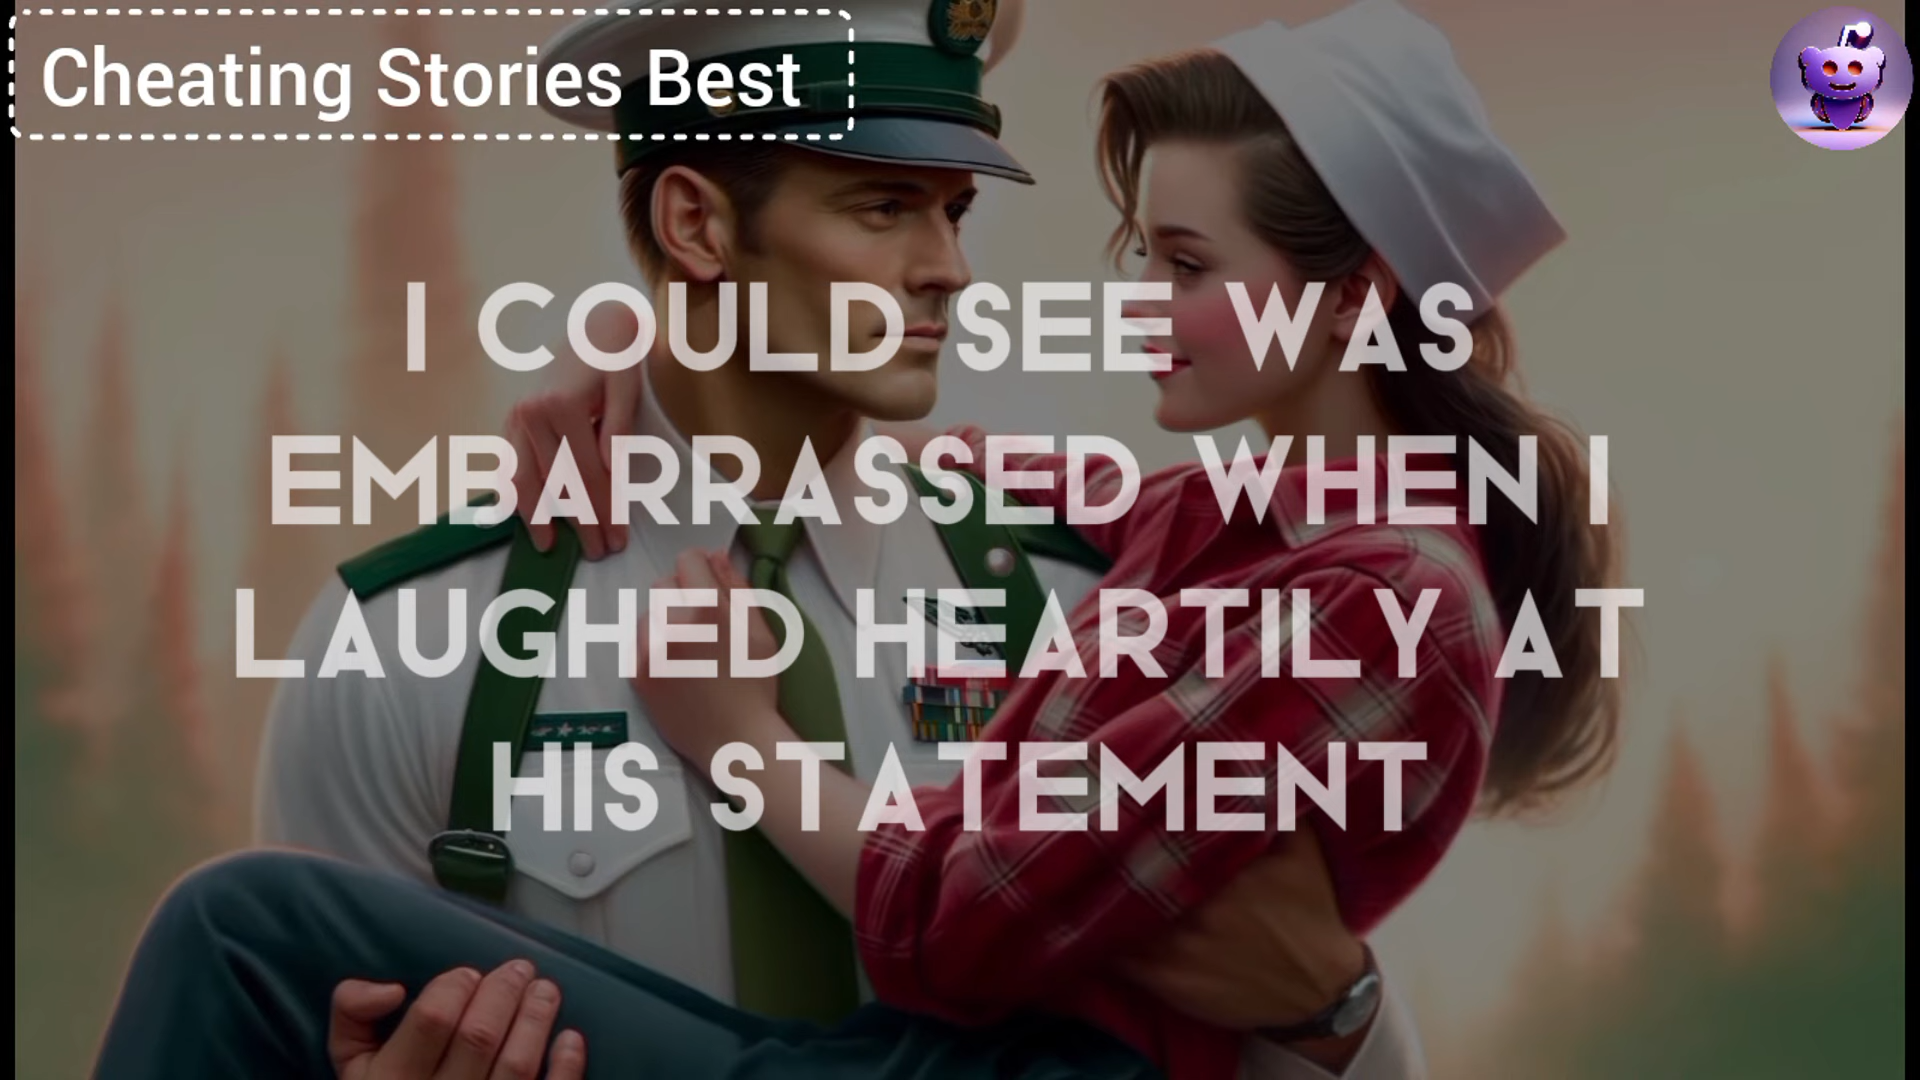 Cheating Stories Best
I COULD SEE WAS
EMBARRASSED WHEN I
LAUGHED HEARTILY AT
HIS STATEMENT